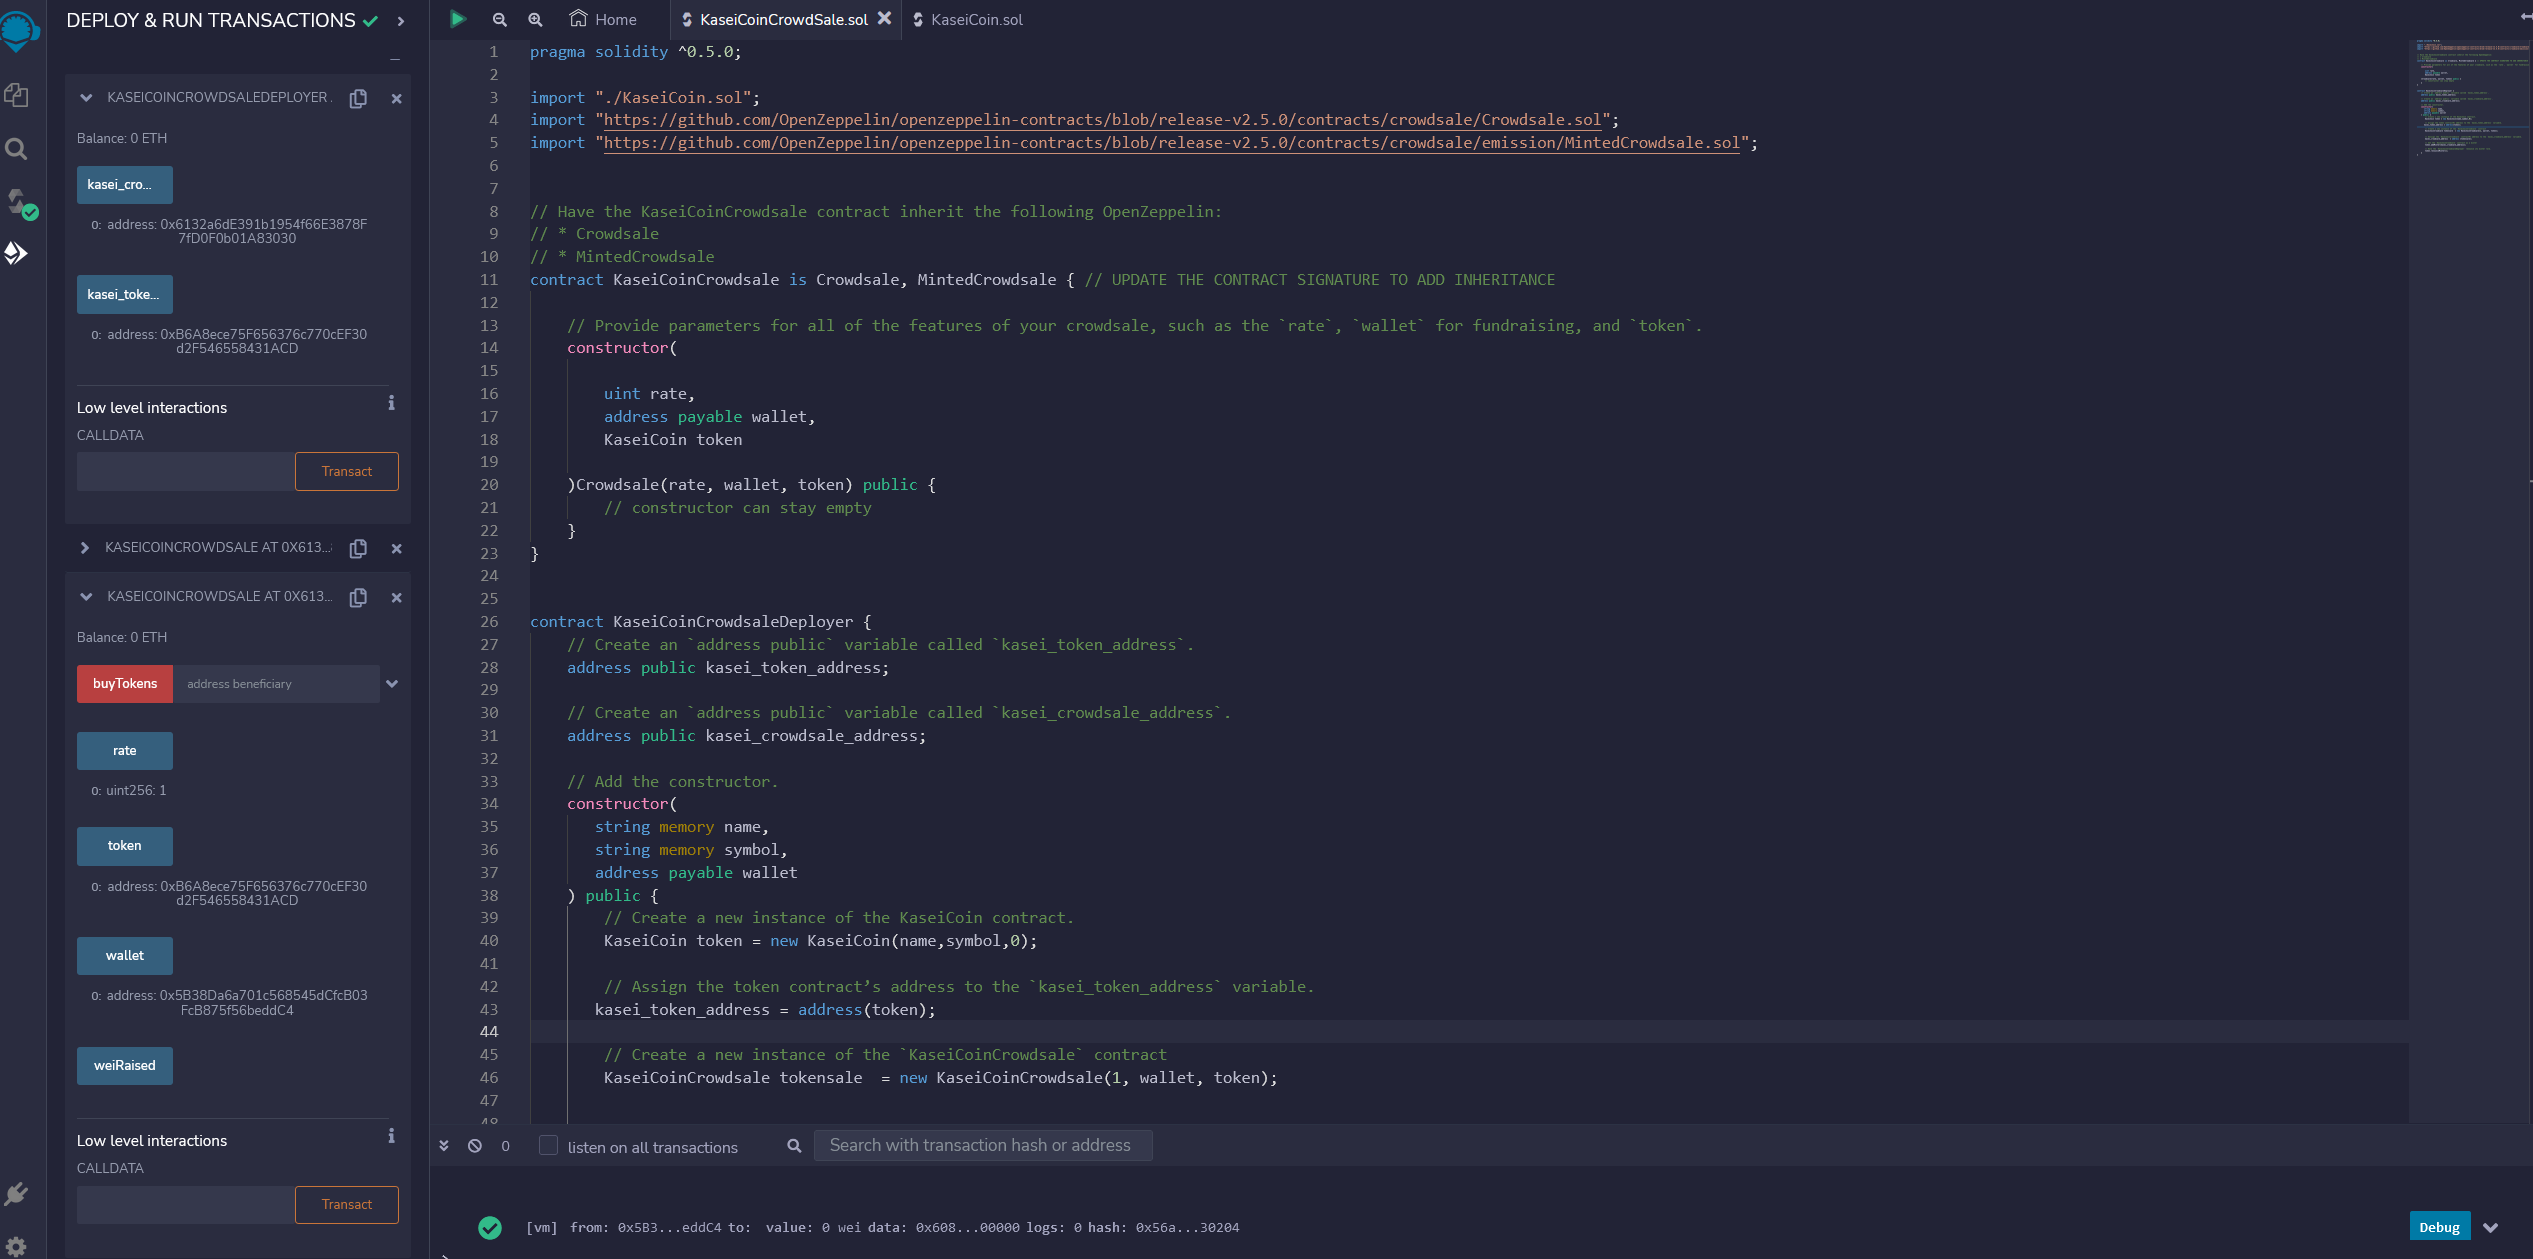 DEPLOY & RUN TRANSACTIONS
KASEICOINCROWDSALEDEPLOYER
Balance: 0 ETH
kasei_cro...
0: address: 0x6132a6dE391b1954f66E3878F
7fD0F0b01A83030
kasei_toke...
0: address: 0xB6A8ece75F656376c770cEF30
d2F546558431ACD
Low level interactions
i
CALLDATA
Transact
KASEICOINCROWDSALE AT 0X613...
KASEICOINCROWDSALE AT 0X613...
Balance: 0 ETH
buyTokens address beneficiary
rate
0: uint256: 1
token
0: address: 0xB6A8ece75F656376c770cEF30
d2F546558431ACD
wallet
0: address: 0x5B38Da6a701c568545dCfcB03
FcB875f56beddC4
weiRaised
Low level interactions
i
CALLDATA
Transact
Home KaseiCoinCrowdSale.sol KaseiCoin.sol
1 pragma solidity ^0.5.0;
2
3 import "./KaseiCoin.sol";
4 import "https://github.com/OpenZeppelin/openzeppelin-contracts/blob/release-v2.5.0/contracts/crowdsale/Crowdsale.sol";
5 import "https://github.com/OpenZeppelin/openzeppelin-contracts/blob/release-v2.5.0/contracts/crowdsale/emission/MintedCrowdsale.sol";
6
7
8 // Have the KaseiCoinCrowdsale contract inherit the following OpenZeppelin:
9 // * Crowdsale
10 // * MintedCrowdsale
11 contract KaseiCoinCrowdsale is Crowdsale, MintedCrowdsale { // UPDATE THE CONTRACT SIGNATURE TO ADD INHERITANCE
12
13 // Provide parameters for all of the features of your crowdsale, such as the `rate`, `wallet` for fundraising, and `token`.
14 constructor(
15
16 uint rate,
17 address payable wallet,
18 KaseiCoin token
19
20 )Crowdsale(rate, wallet, token) public {
21 // constructor can stay empty
22 }
23 }
24
25
26 contract KaseiCoinCrowdsaleDeployer {
27 // Create an `address public` variable called `kasei_token_address`.
28 address public kasei_token_address;
29
30 // Create an `address public` variable called `kasei_crowdsale_address`.
31 address public kasei_crowdsale_address;
32
33 // Add the constructor.
34 constructor(
35 string memory name,
36 string memory symbol,
37 address payable wallet
38 ) public {
39 // Create a new instance of the KaseiCoin contract.
40 KaseiCoin token = new KaseiCoin(name,symbol,0);
41
42 // Assign the token contract’s address to the `kasei_token_address` variable.
43 kasei_token_address = address(token);
44
45 // Create a new instance of the `KaseiCoinCrowdsale` contract
46 KaseiCoinCrowdsale tokensale  = new KaseiCoinCrowdsale(1, wallet, token);
47
48
0 listen on all transactions Search with transaction hash or address
[vm] from: 0x5B3...eddC4 to: value: 0 wei data: 0x608...00000 logs: 0 hash: 0x56a...30204
Debug